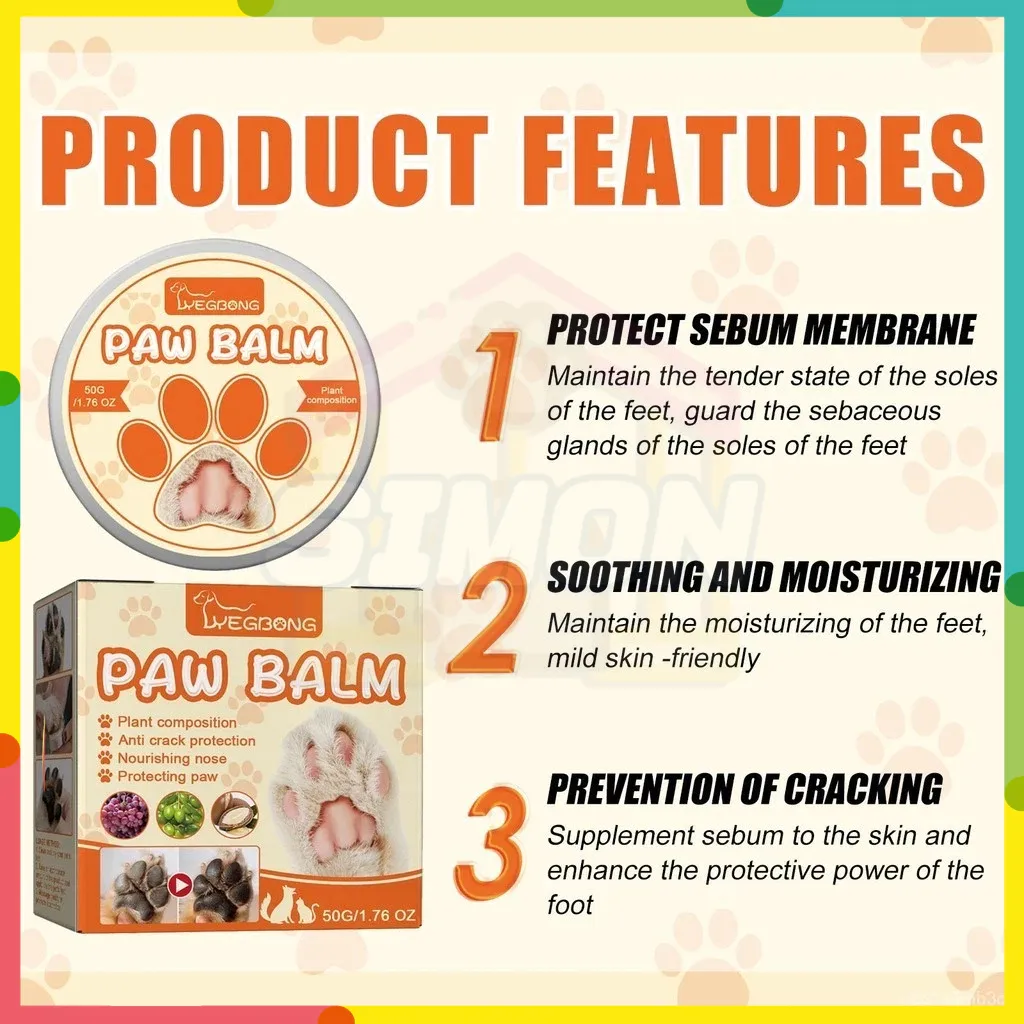 PRODUCT FEATURES
YEGBONG
PAW BALM
50G
/1.76 OZ
Plant
composition
1
PROTECT SEBUM MEMBRANE
Maintain the tender state of the soles
of the feet, guard the sebaceous
glands of the soles of the feet
SIMON
2
SOOTHING AND MOISTURIZING
Maintain the moisturizing of the feet,
mild skin -friendly
YEGBONG
PAW BALM
Plant composition
Anti crack protection
Nourishing nose
Protecting paw
50G/1.76 OZ
3
PREVENTION OF CRACKING
Supplement sebum to the skin and
enhance the protective power of the
foot